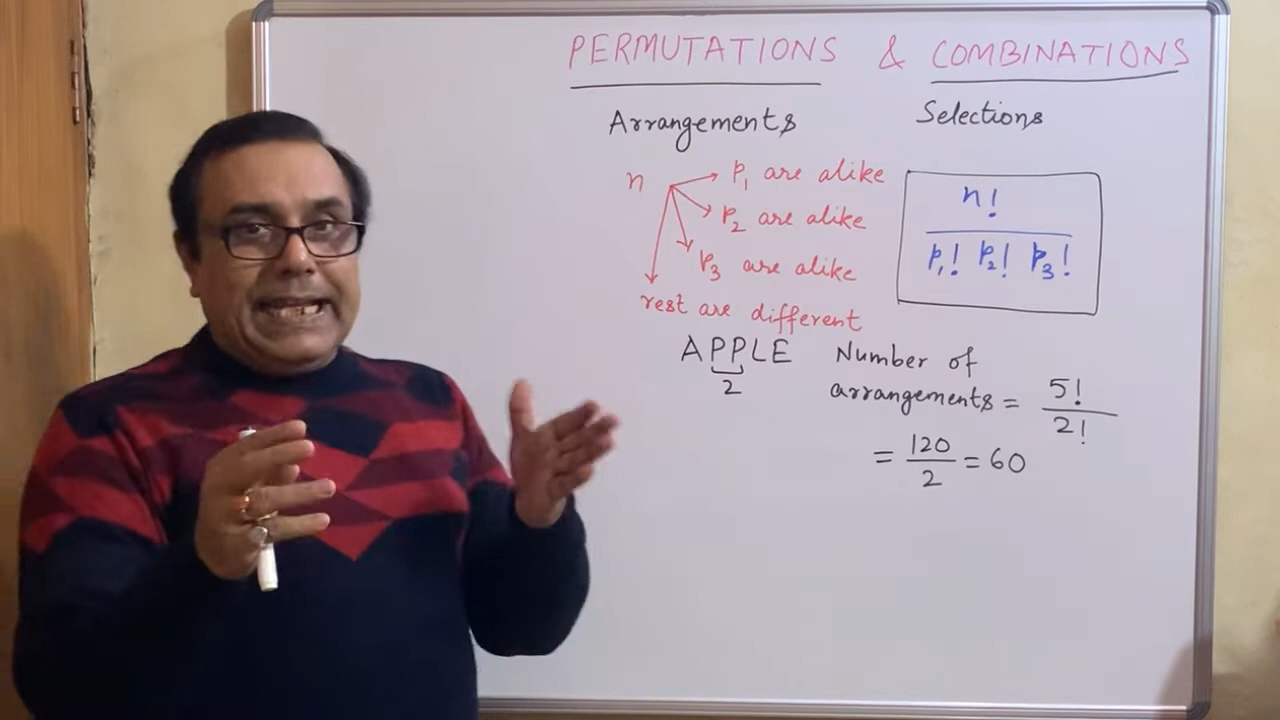 PERMUTATIONS & COMBINATIONS
Arrangements Selections
n p₁ are alike
p₂ are alike
p₃ are alike
rest are different
n!
p₁! p₂! p₃!
APPLE
2
Number of
arrangements = 5!/2!
= 120/2 = 60